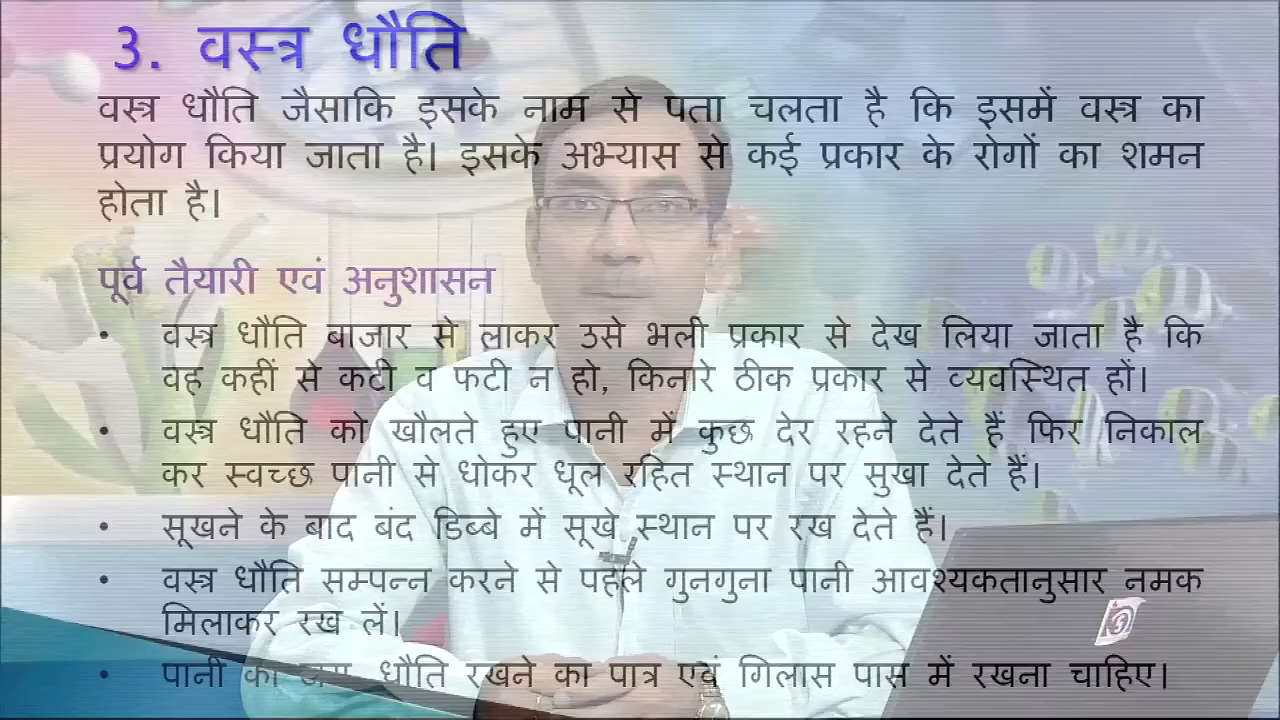 3. वस्त्र धौति
वस्त्र धौति जैसाकि इसके नाम से पता चलता है कि इसमें वस्त्र का
प्रयोग किया जाता है। इसके अभ्यास से कई प्रकार के रोगों का शमन
होता है।
पूर्व तैयारी एवं अनुशासन
• वस्त्र धौति बाजार से लाकर उसे भली प्रकार से देख लिया जाता है कि
वह कहीं से कटी व फटी न हो, किनारे ठीक प्रकार से व्यवस्थित हों।
• वस्त्र धौति को खौलते हुए पानी में कुछ देर रहने देते हैं फिर निकाल
कर स्वच्छ पानी से धोकर धूल रहित स्थान पर सुखा देते हैं।
• सूखने के बाद बंद डिब्बे में सूखे स्थान पर रख देते हैं।
• वस्त्र धौति सम्पन्न करने से पहले गुनगुना पानी आवश्यकतानुसार नमक
मिलाकर रख लें।
• पानी का धौति रखने का पात्र एवं गिलास पास में रखना चाहिए।